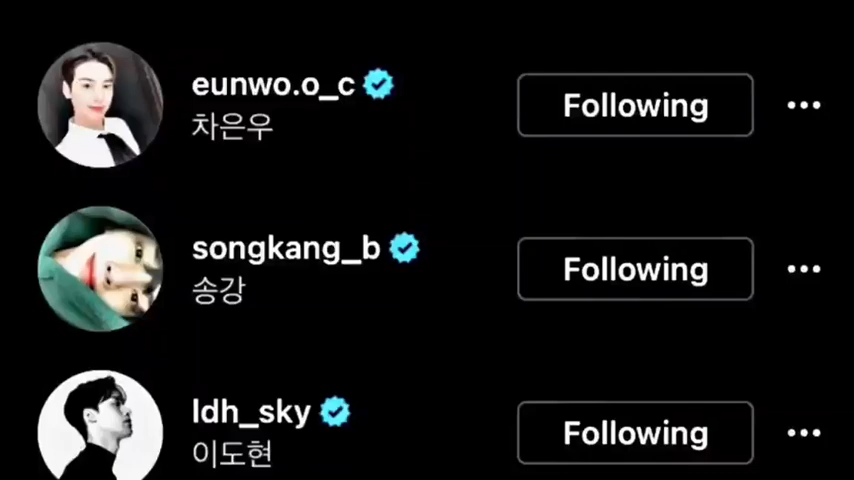 eunwo.o_c
차은우
Following
songkang_b
송강
Following
ldh_sky
이도현
Following